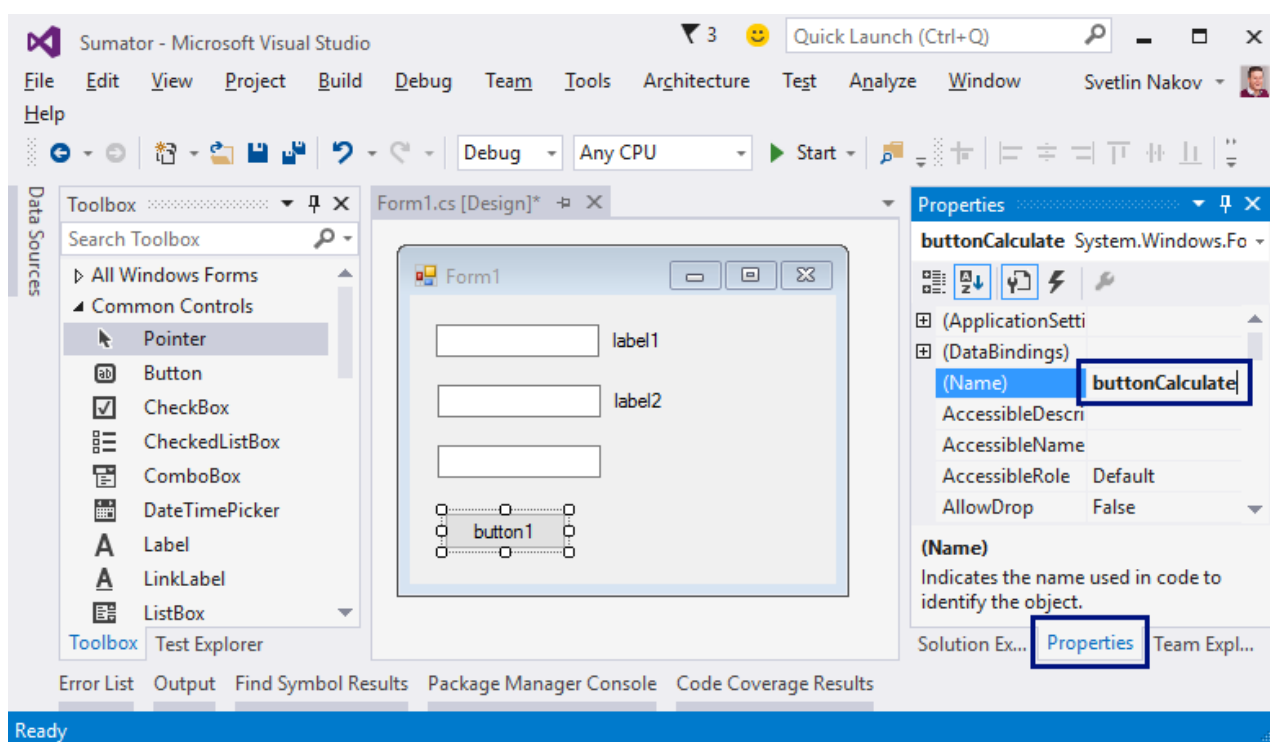 Sumator - Microsoft Visual Studio
3
Quick Launch (Ctrl+Q)
File Edit View Project Build Debug Team Tools Architecture Test Analyze Window Svetlin Nakov
Help
Debug Any CPU Start
Data Sources
Toolbox
Search Toolbox
All Windows Forms
Common Controls
Pointer
Button
CheckBox
CheckedListBox
ComboBox
DateTimePicker
Label
LinkLabel
ListBox
Toolbox Test Explorer
Form1.cs [Design]*
Form1
label1
label2
button1
Properties
buttonCalculate System.Windows.Fo
(ApplicationSetti
(DataBindings)
(Name) buttonCalculate
AccessibleDescri
AccessibleName
AccessibleRole Default
AllowDrop False
(Name)
Indicates the name used in code to
identify the object.
Solution Ex... Properties Team Expl...
Error List Output Find Symbol Results Package Manager Console Code Coverage Results
Ready